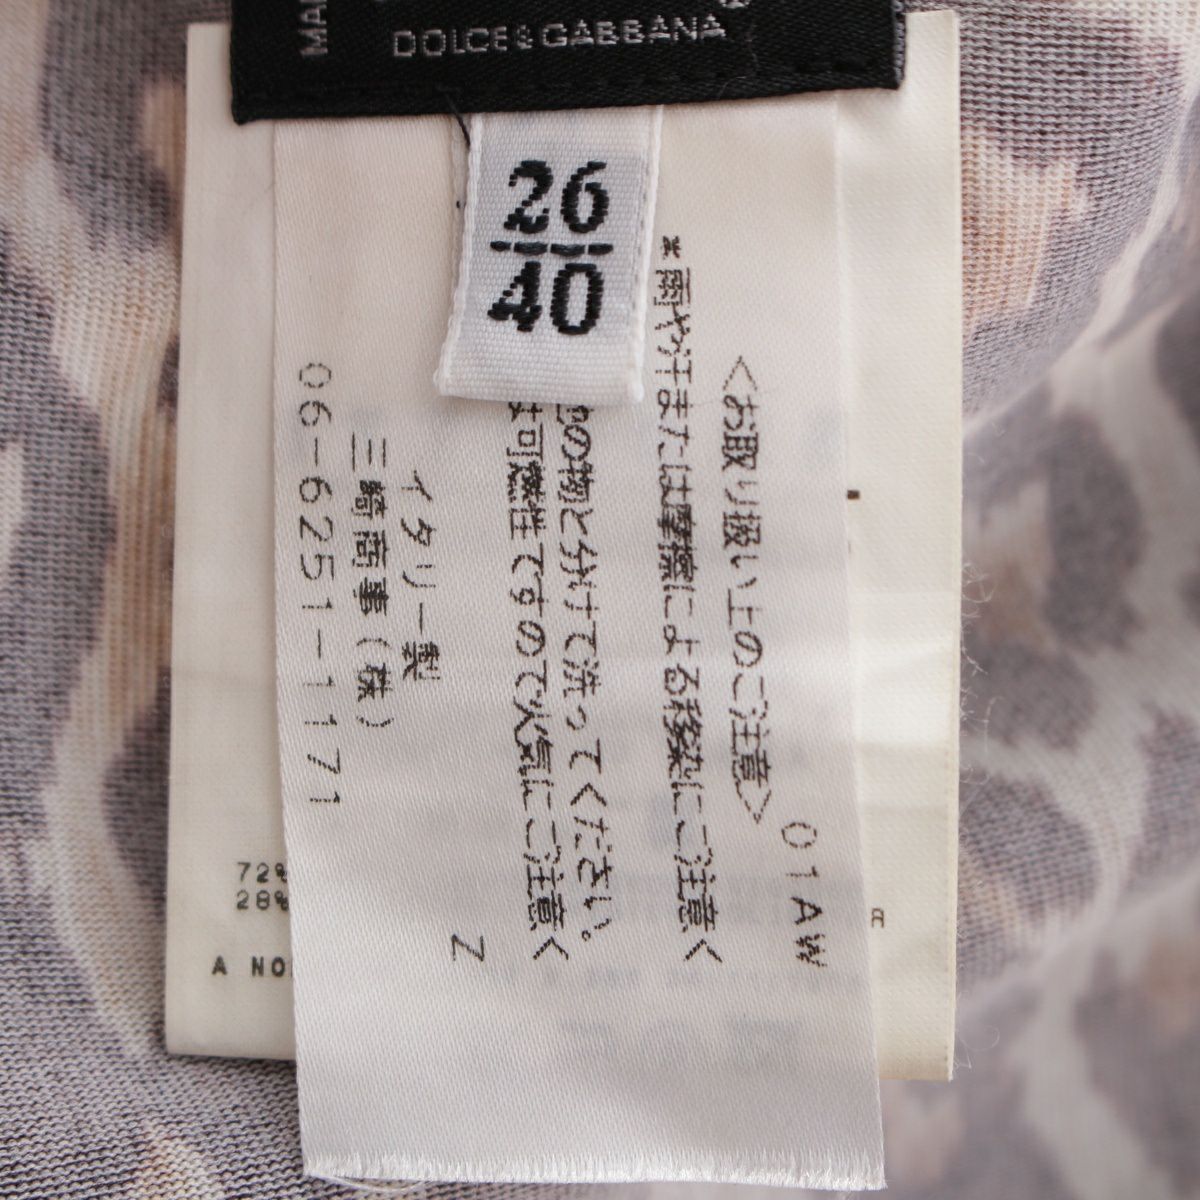 DOLCE & GABBANA
26
40
01AW
<お取り扱い上のご注意>
*雨や汗または摩擦による移染にご注意く
の物と分けて洗ってください。
可燃性ですので火気にご注意く
Z
イタリー製
三崎商事(株)
06-6251-1171
72%
28%
A
R